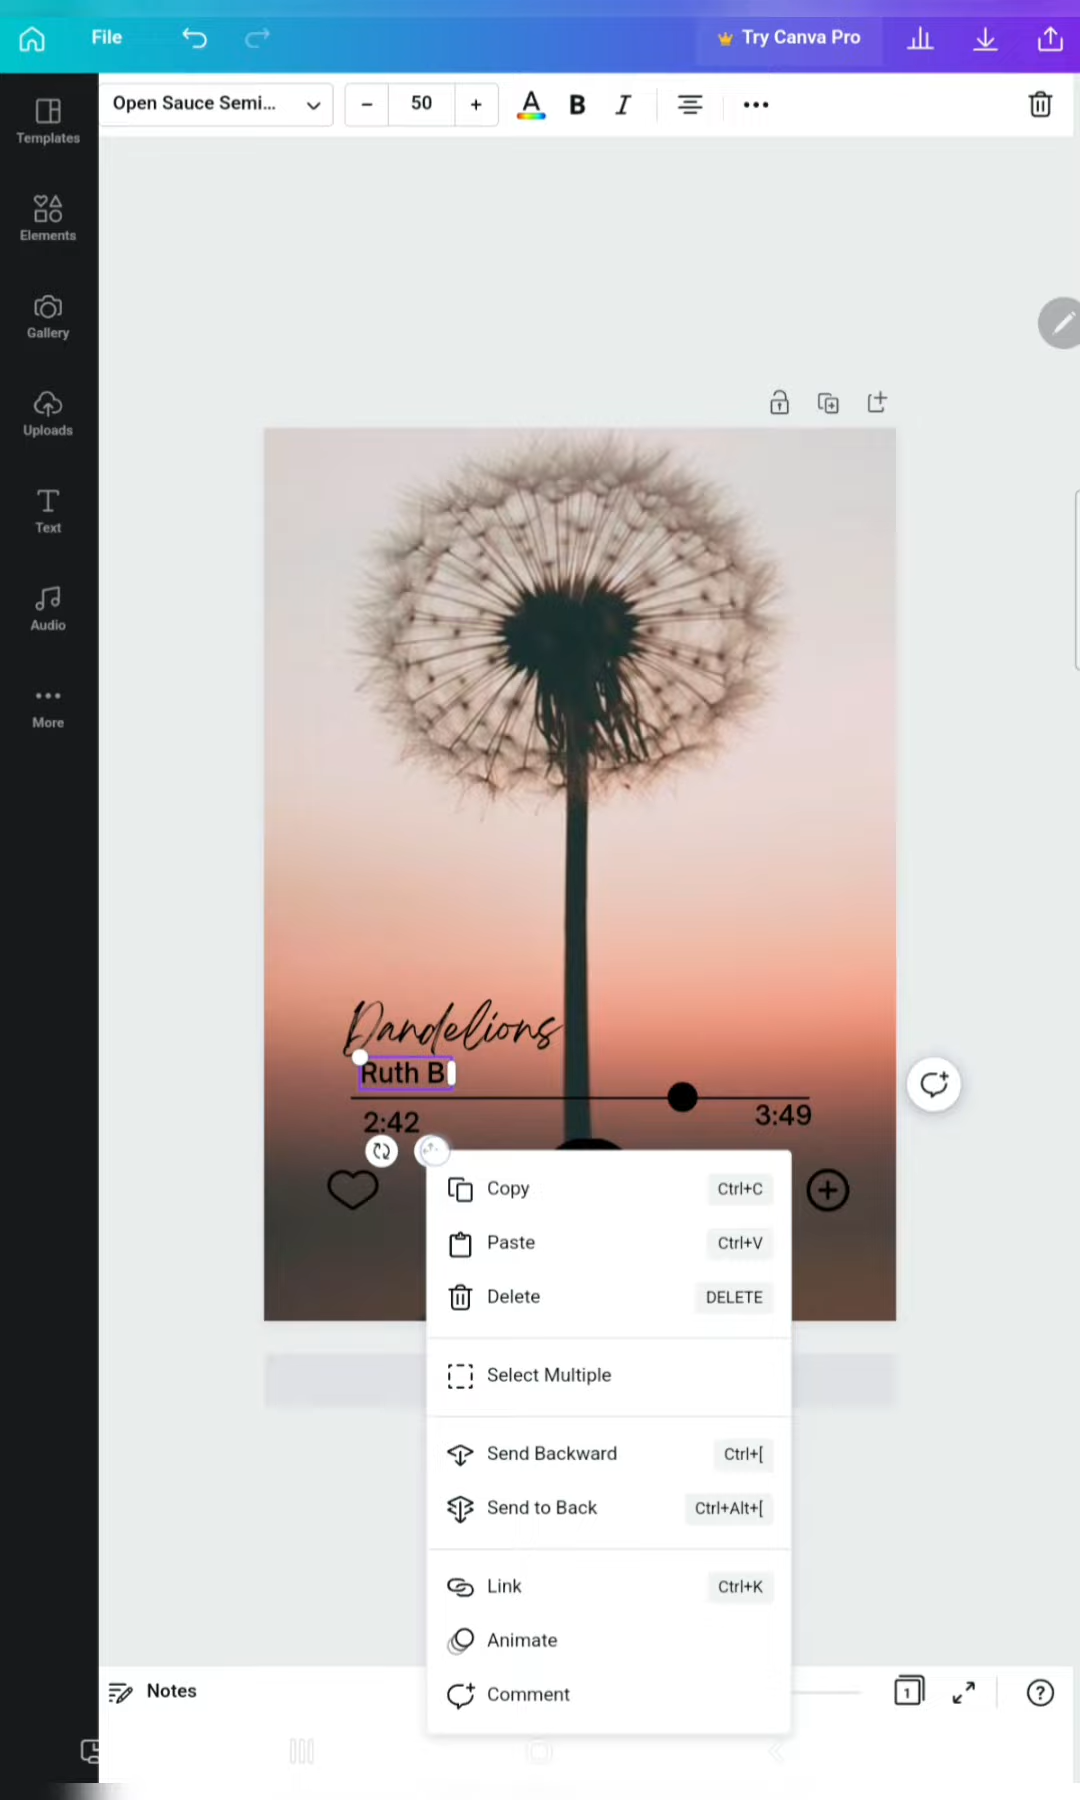 File
Try Canva Pro
Open Sauce Semi...
– 50 +
A B I
Templates
Elements
Gallery
Uploads
Text
Audio
More
Dandelions
Ruth B
2:42
3:49
Copy Ctrl+C
Paste Ctrl+V
Delete DELETE
Select Multiple
Send Backward Ctrl+[
Send to Back Ctrl+Alt+[
Link Ctrl+K
Animate
Comment
Notes
1
?